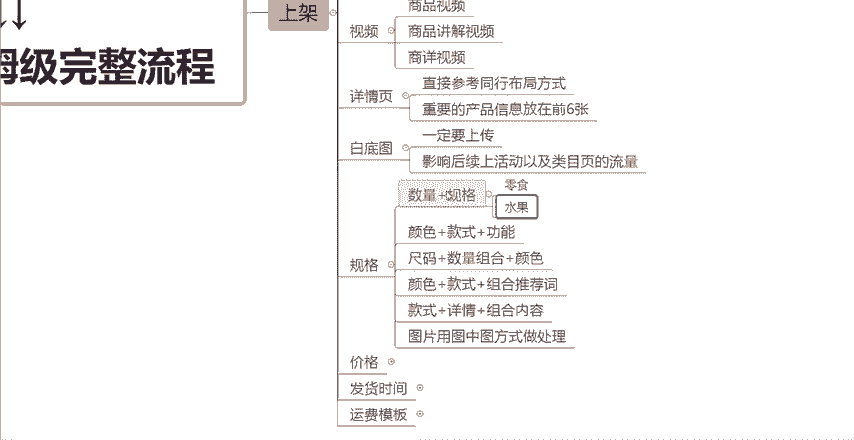 上架
姆级完整流程
视频
商品视频
商品讲解视频
商详视频
详情页
直接参考同行布局方式
重要的产品信息放在前6张
白底图
一定要上传
影响后续上活动以及类目页的流量
规格
数量+规格
零食
水果
颜色+款式+功能
尺码+数量组合+颜色
颜色+款式+组合推荐词
款式+详情+组合内容
图片用图中图方式做处理
价格
发货时间
运费模板